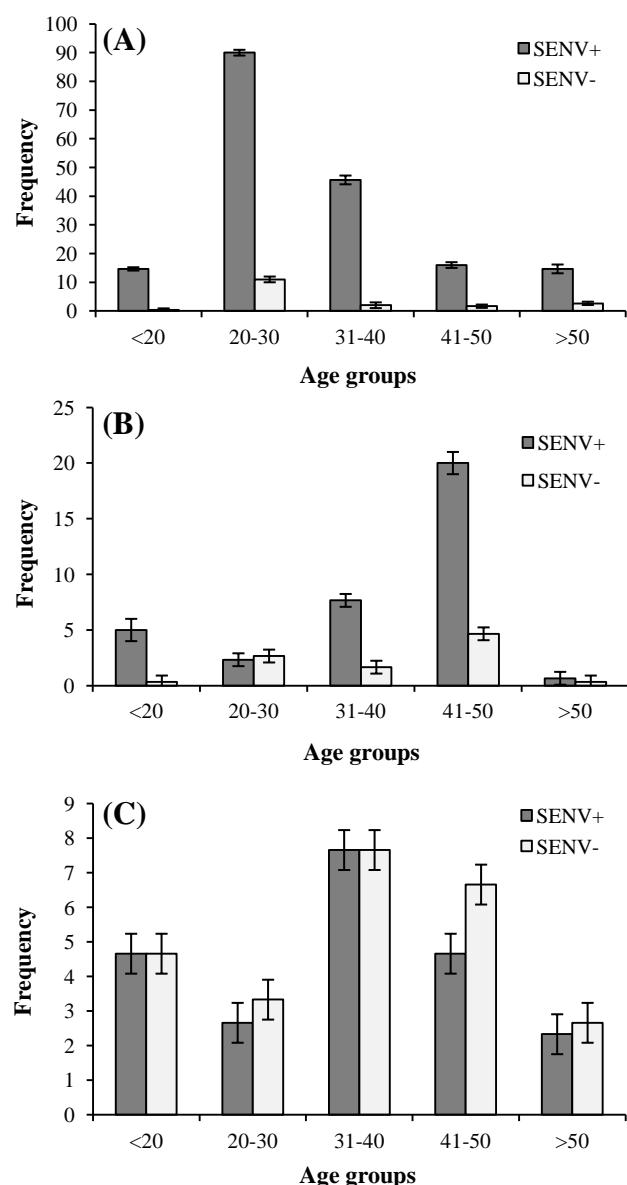 (A)
100
90
80
70
60
50
40
30
20
10
0
Frequency
SENV+
SENV-
<20 20-30 31-40 41-50 >50
Age groups
(B)
25
20
15
10
5
0
Frequency
SENV+
SENV-
<20 20-30 31-40 41-50 >50
Age groups
(C)
9
8
7
6
5
4
3
2
1
0
Frequency
SENV+
SENV-
<20 20-30 31-40 41-50 >50
Age groups